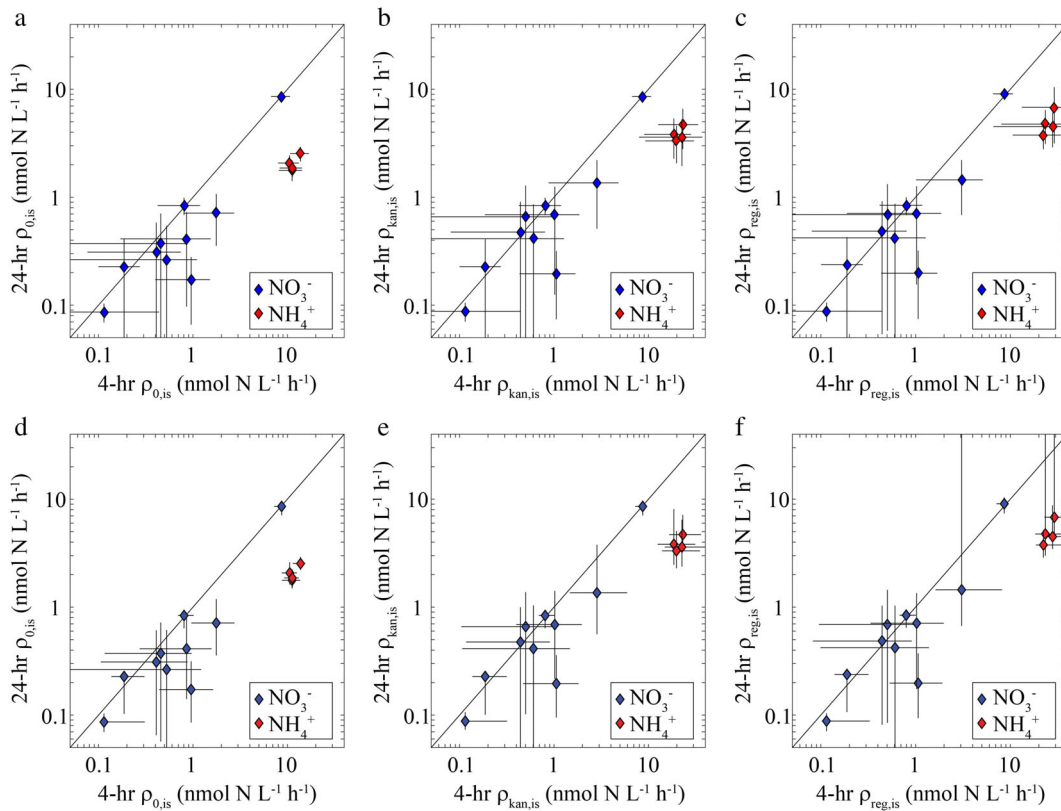 a
24-hr ρ0,is (nmol N L-1 h-1)
10
1
0.1
NO3-
NH4+
0.1 1 10
4-hr ρ0,is (nmol N L-1 h-1)
b
24-hr ρkan,is (nmol N L-1 h-1)
10
1
0.1
NO3-
NH4+
0.1 1 10
4-hr ρkan,is (nmol N L-1 h-1)
c
24-hr ρreg,is (nmol N L-1 h-1)
10
1
0.1
NO3-
NH4+
0.1 1 10
4-hr ρreg,is (nmol N L-1 h-1)
d
24-hr ρ0,is (nmol N L-1 h-1)
10
1
0.1
NO3-
NH4+
0.1 1 10
4-hr ρ0,is (nmol N L-1 h-1)
e
24-hr ρkan,is (nmol N L-1 h-1)
10
1
0.1
NO3-
NH4+
0.1 1 10
4-hr ρkan,is (nmol N L-1 h-1)
f
24-hr ρreg,is (nmol N L-1 h-1)
10
1
0.1
NO3-
NH4+
0.1 1 10
4-hr ρreg,is (nmol N L-1 h-1)